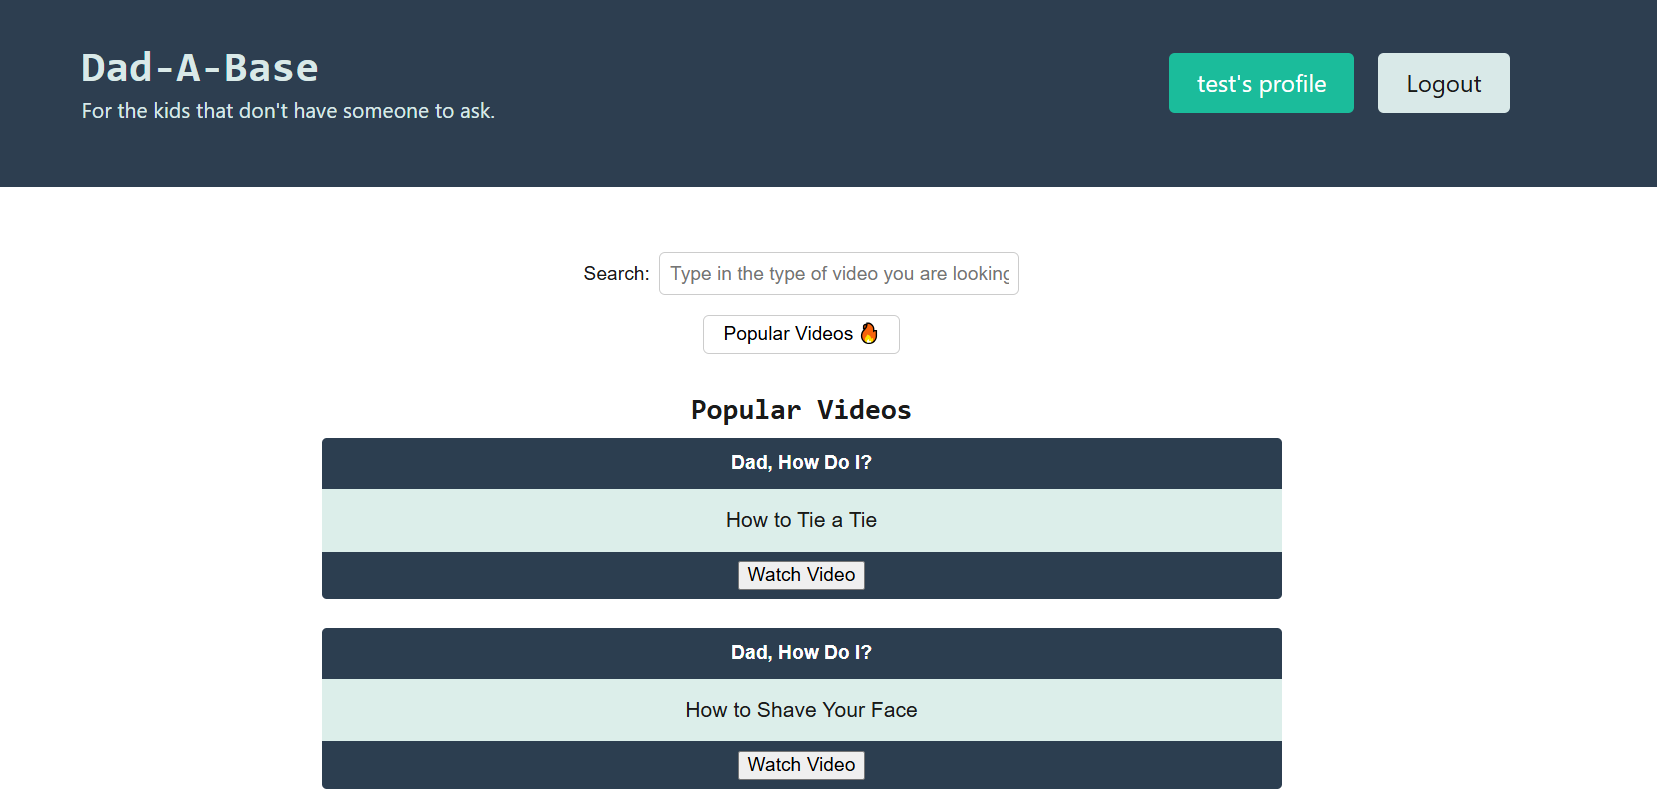 Dad-A-Base
For the kids that don't have someone to ask.
test's profile
Logout
Search: Type in the type of video you are looking
Popular Videos 🔥
Popular Videos
Dad, How Do I?
How to Tie a Tie
Watch Video
Dad, How Do I?
How to Shave Your Face
Watch Video